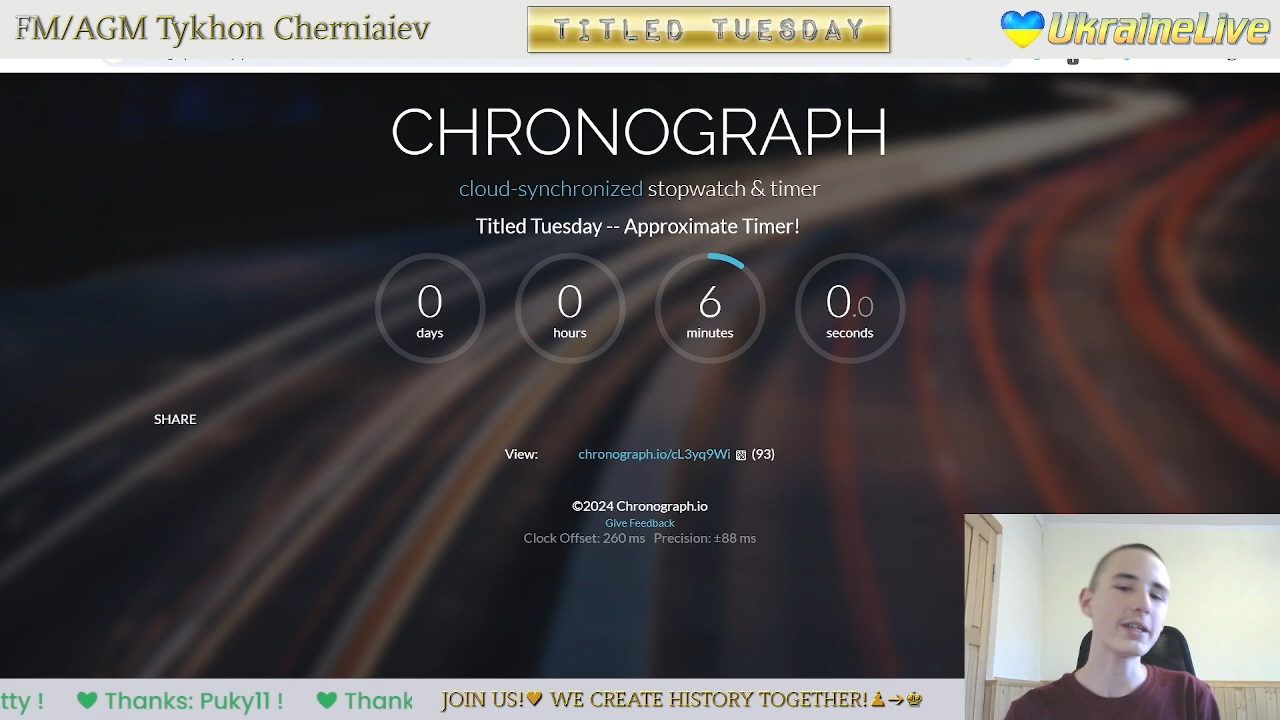 FM/AGM Tykhon Cherniaiev
TITLED TUESDAY
UkraineLive
CHRONOGRAPH
cloud-synchronized stopwatch & timer
Titled Tuesday -- Approximate Timer!
0 days
0 hours
6 minutes
0.0 seconds
SHARE
View: chronograph.io/cL3yq9Wi (93)
©2024 Chronograph.io
Give Feedback
Clock Offset: 260 ms Precision: ±88 ms
tty ! Thanks: Puky11 ! Thank
JOIN US! WE CREATE HISTORY TOGETHER!